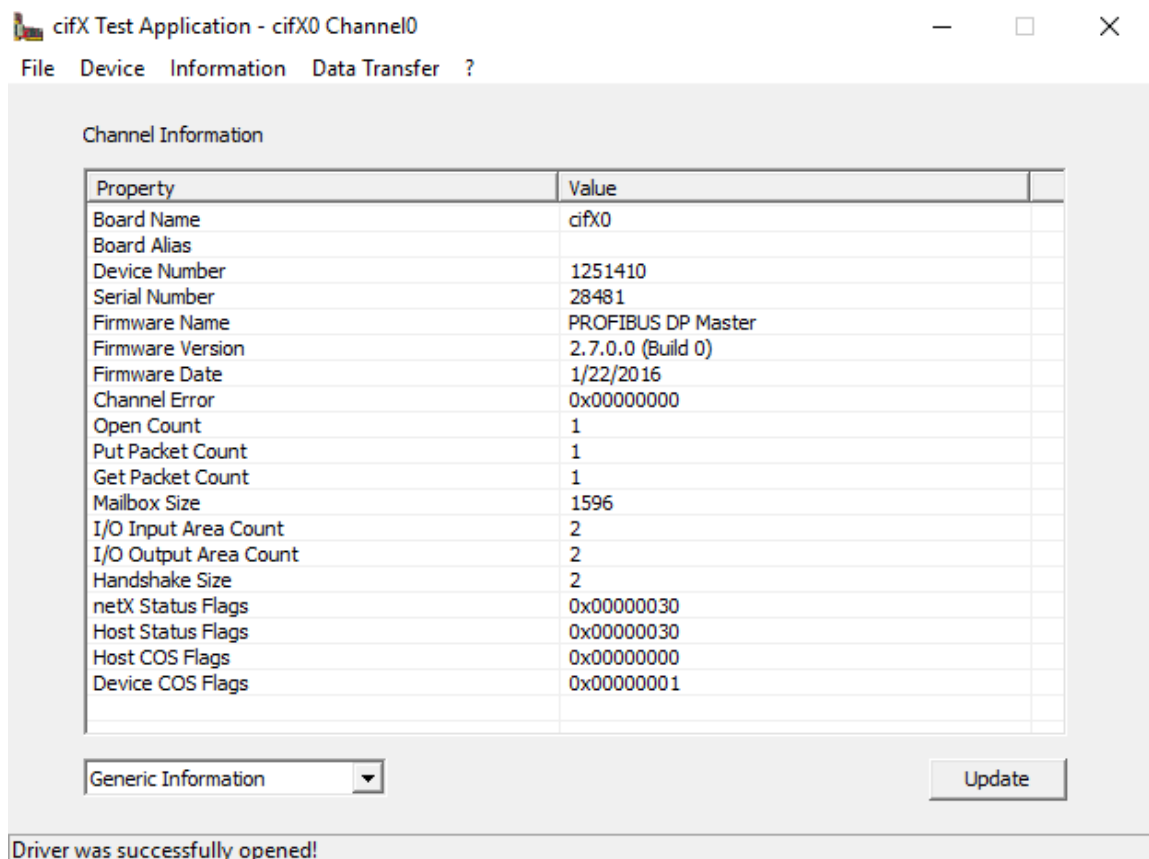 cifX Test Application - cifX0 Channel0
File Device Information Data Transfer ?
Channel Information
Property Value
Board Name cifX0
Board Alias
Device Number 1251410
Serial Number 28481
Firmware Name PROFIBUS DP Master
Firmware Version 2.7.0.0 (Build 0)
Firmware Date 1/22/2016
Channel Error 0x00000000
Open Count 1
Put Packet Count 1
Get Packet Count 1
Mailbox Size 1596
I/O Input Area Count 2
I/O Output Area Count 2
Handshake Size 2
netX Status Flags 0x00000030
Host Status Flags 0x00000030
Host COS Flags 0x00000000
Device COS Flags 0x00000001
Generic Information Update
Driver was successfully opened!